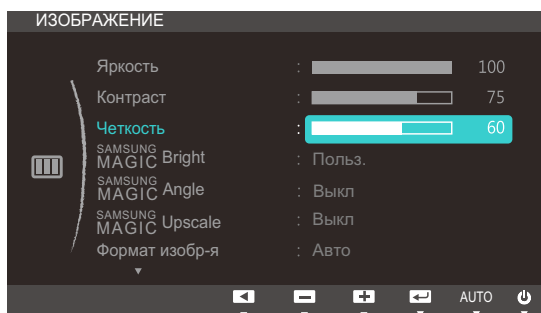 ИЗОБРАЖЕНИЕ
Яркость : 100
Контраст : 75
Четкость : 60
SAMSUNG MAGIC Bright : Польз.
SAMSUNG MAGIC Angle : Выкл
SAMSUNG MAGIC Upscale : Выкл
Формат изобр-я : Авто
AUTO